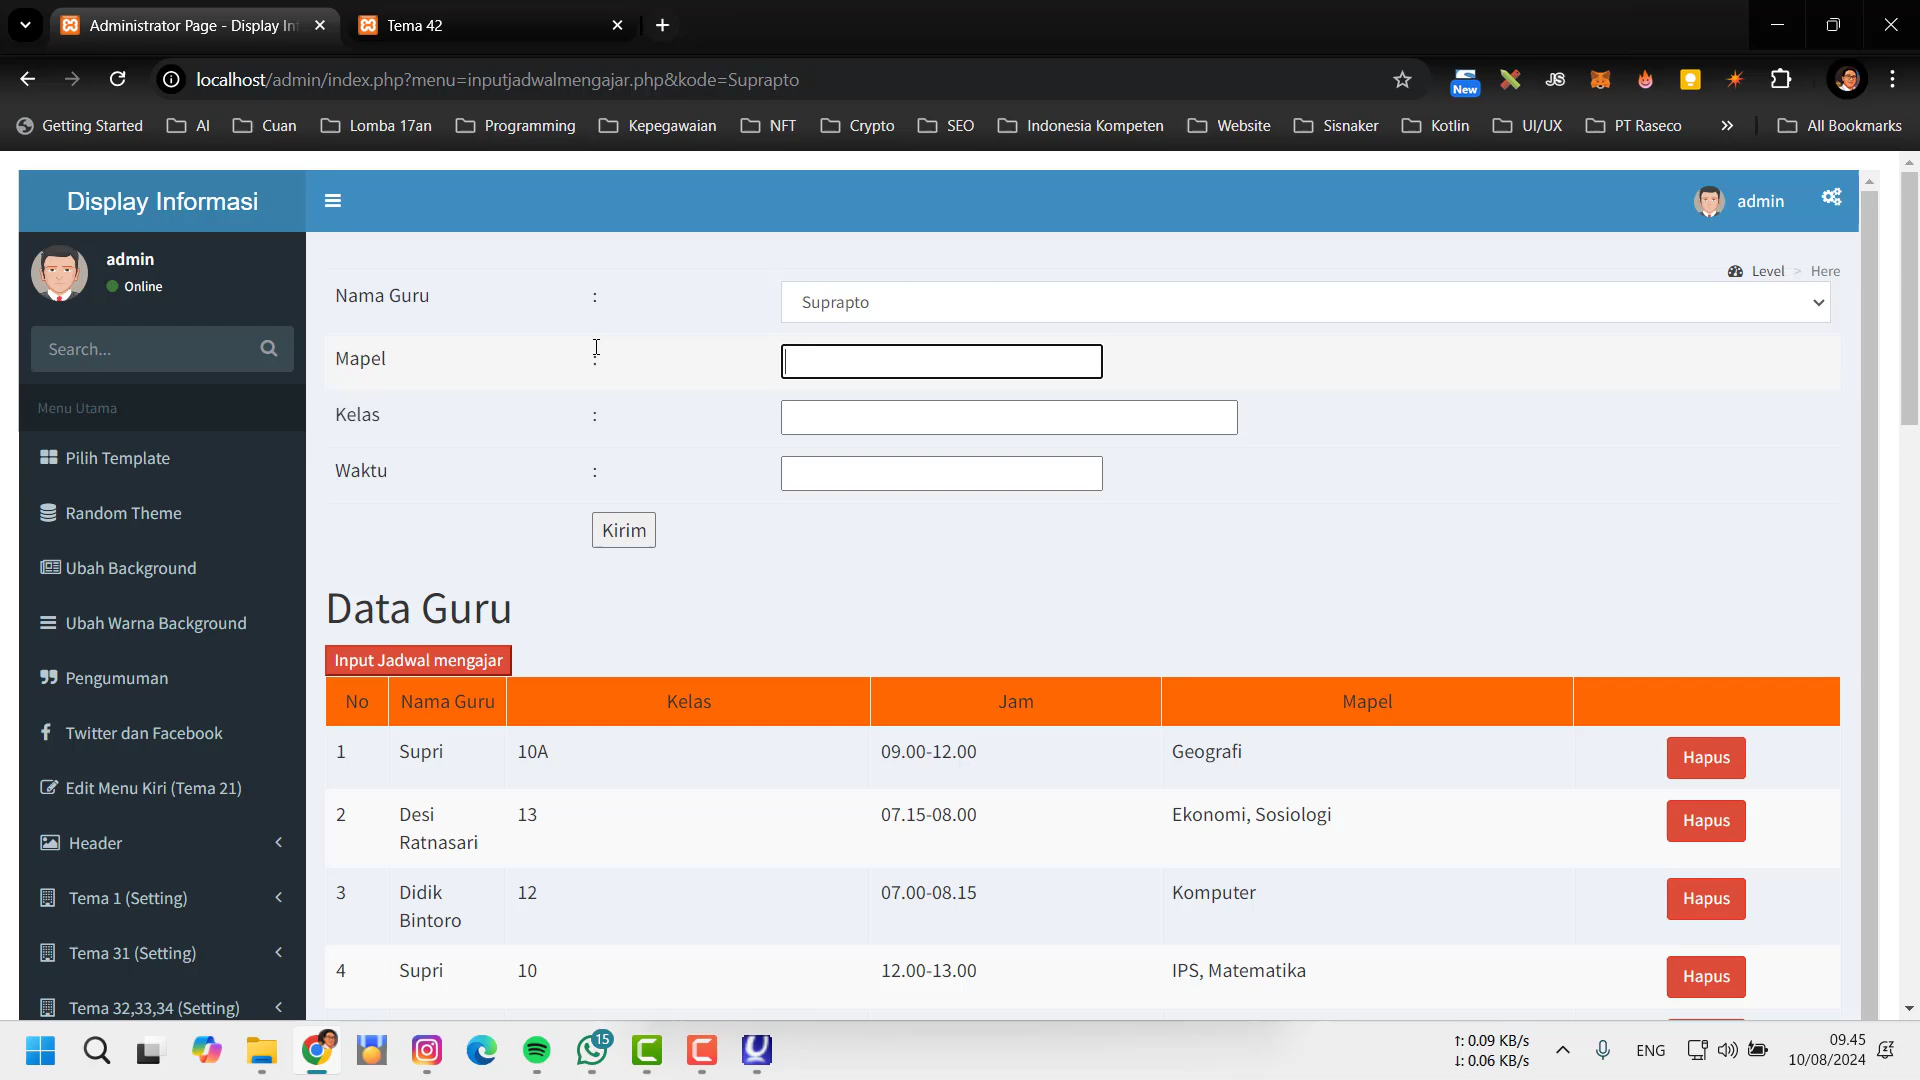 Administrator Page - Display In
Tema 42
localhost/admin/index.php?menu=inputjadwalmengajar.php&kode=Suprapto
New
JS
Getting Started
AI
Cuan
Lomba 17an
Programming
Kepegawaian
NFT
Crypto
SEO
Indonesia Kompeten
Website
Sisnaker
Kotlin
UI/UX
PT Raseco
All Bookmarks
Display Informasi
admin
admin
Online
Level > Here
Search...
Menu Utama
Pilih Template
Random Theme
Ubah Background
Ubah Warna Background
Pengumuman
Twitter dan Facebook
Edit Menu Kiri (Tema 21)
Header
Tema 1 (Setting)
Tema 31 (Setting)
Tema 32,33,34 (Setting)
Nama Guru : Suprapto
Mapel :
Kelas :
Waktu :
Kirim
Data Guru
Input Jadwal mengajar
No Nama Guru Kelas Jam Mapel
1 Supri 10A 09.00-12.00 Geografi Hapus
2 Desi Ratnasari 13 07.15-08.00 Ekonomi, Sosiologi Hapus
3 Didik Bintoro 12 07.00-08.15 Komputer Hapus
4 Supri 10 12.00-13.00 IPS, Matematika Hapus
15
↑: 0.09 KB/s
↓: 0.06 KB/s
ENG
09.45
10/08/2024